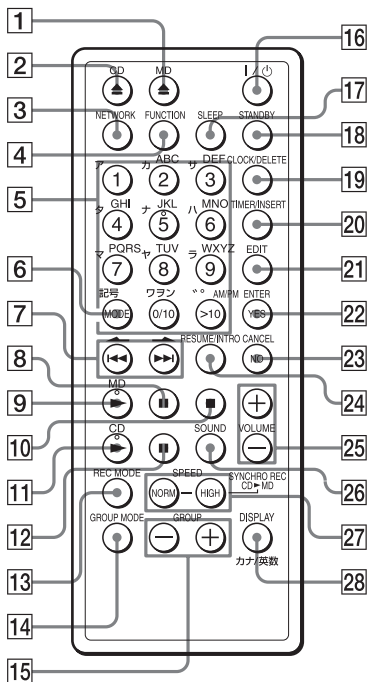 1
16
2
CD
MD
I / ⏻
17
3
NETWORK
FUNCTION
SLEEP
STANDBY
18
4
ア
カ
ABC
サ
DEF
CLOCK/DELETE
19
5
1
2
3
タ
GHI
ナ
JKL
ハ
MNO
TIMER/INSERT
20
4
5
6
マ
PQRS
ヤ
TUV
ラ
WXYZ
EDIT
21
6
7
8
9
記号
ワヲン
゛゜
AM/PM
ENTER
22
7
MODE
0/10
>10
YES
RESUME/INTRO
CANCEL
23
8
NO
24
9
MD
10
VOLUME
25
11
CD
SOUND
26
12
REC MODE
SPEED
SYNCHRO REC
CD▶MD
13
NORM
HIGH
27
GROUP MODE
GROUP
DISPLAY
14
カナ/英数
28
15